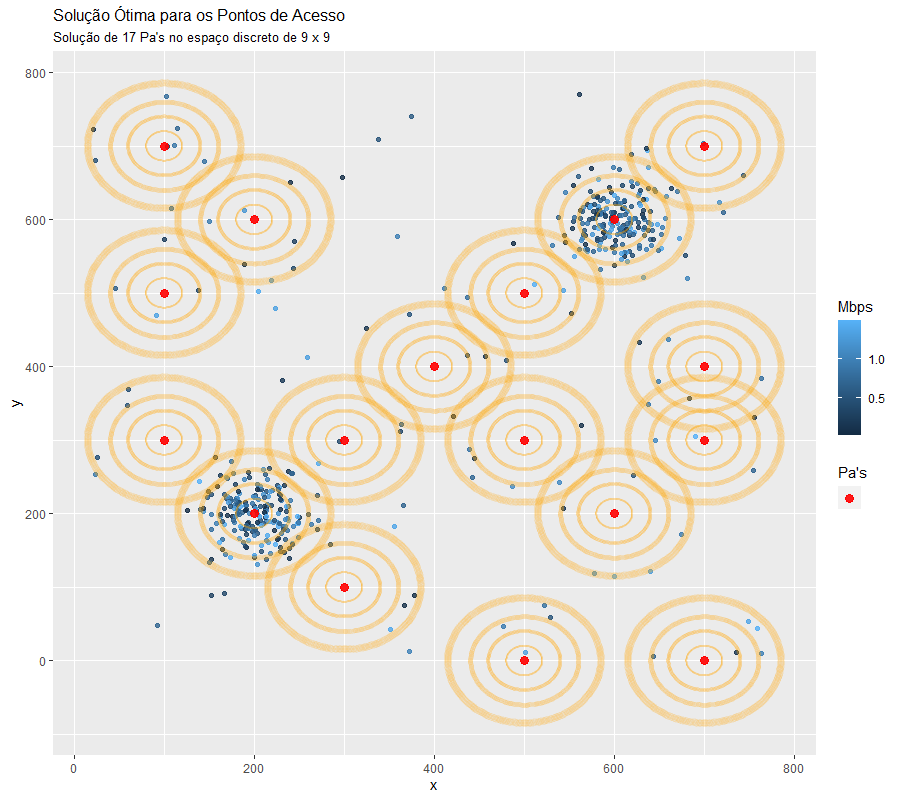 Solução Ótima para os Pontos de Acesso
Solução de 17 Pa's no espaço discreto de 9 x 9
800
600
400
200
0
y
0
200
400
600
800
x
Mbps
1.0
0.5
Pa's